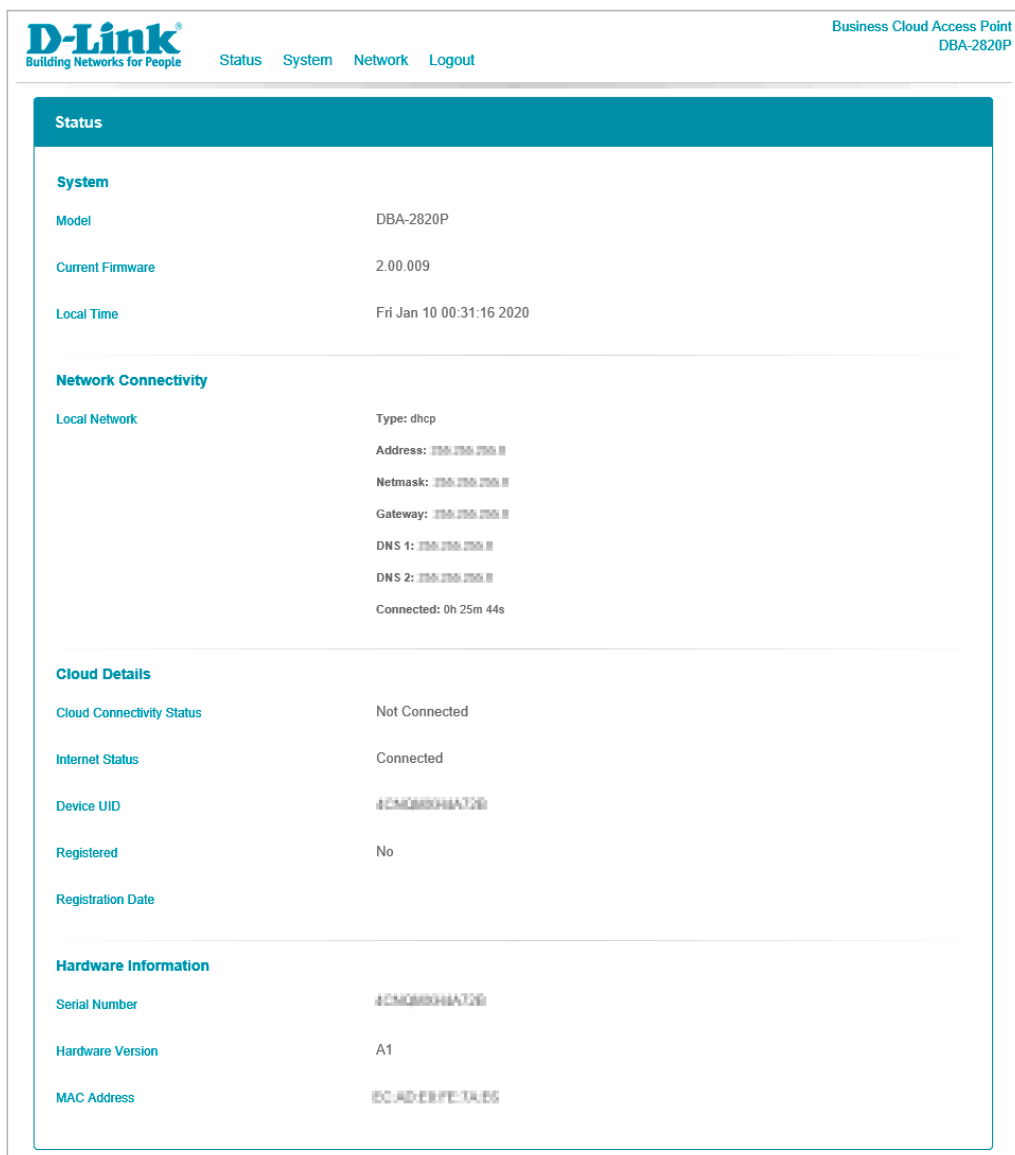 D-Link®
Building Networks for People
Status System Network Logout
Business Cloud Access Point
DBA-2820P
Status
System
Model DBA-2820P
Current Firmware 2.00.009
Local Time Fri Jan 10 00:31:16 2020
Network Connectivity
Local Network Type: dhcp
Address:
Netmask:
Gateway:
DNS 1:
DNS 2:
Connected: 0h 25m 44s
Cloud Details
Cloud Connectivity Status Not Connected
Internet Status Connected
Device UID
Registered No
Registration Date
Hardware Information
Serial Number
Hardware Version A1
MAC Address